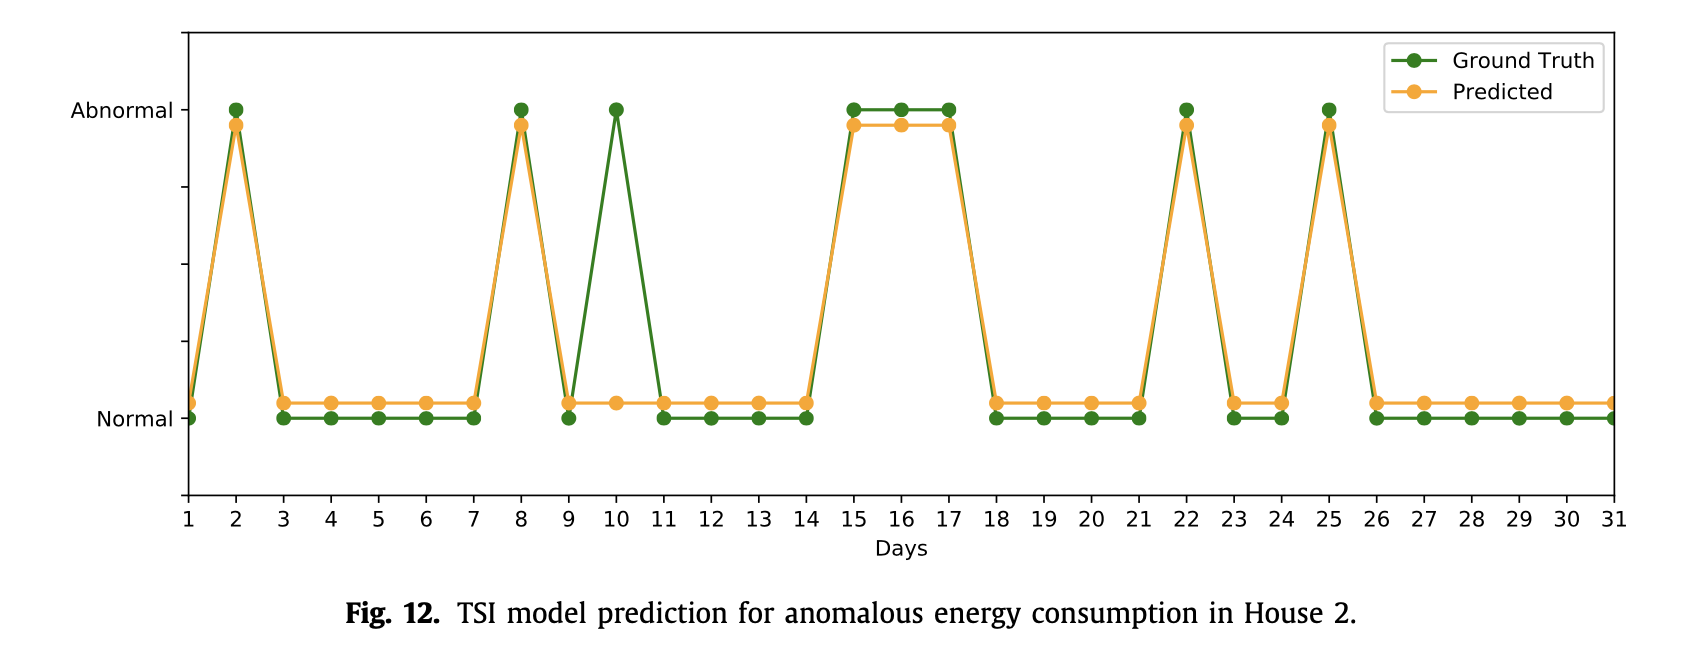 Ground Truth
Predicted
Abnormal
Normal
1 2 3 4 5 6 7 8 9 10 11 12 13 14 15 16 17 18 19 20 21 22 23 24 25 26 27 28 29 30 31
Days
Fig. 12. TSI model prediction for anomalous energy consumption in House 2.